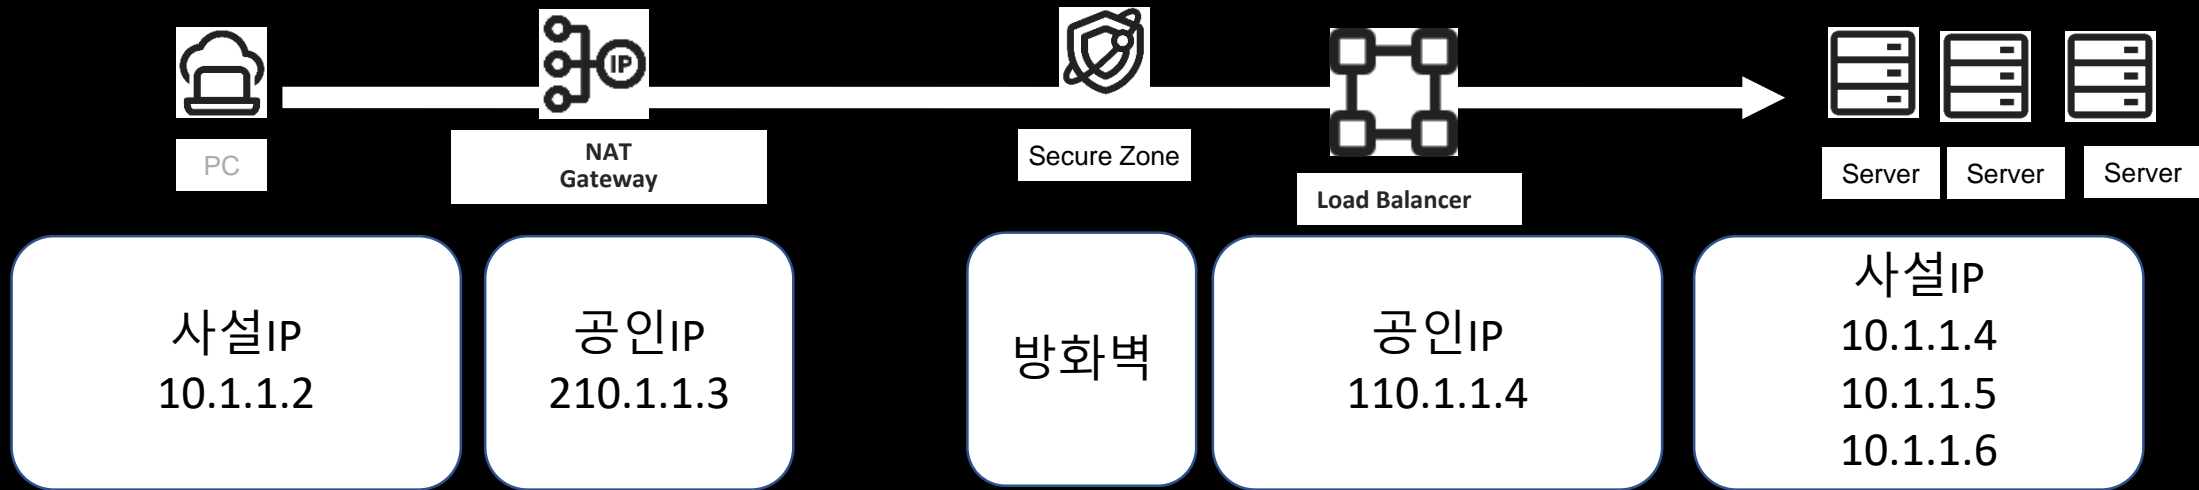 IP
PC
NAT
Gateway
Secure Zone
Load Balancer
Server
Server
Server
사설IP
10.1.1.2
공인IP
210.1.1.3
방화벽
공인IP
110.1.1.4
사설IP
10.1.1.4
10.1.1.5
10.1.1.6